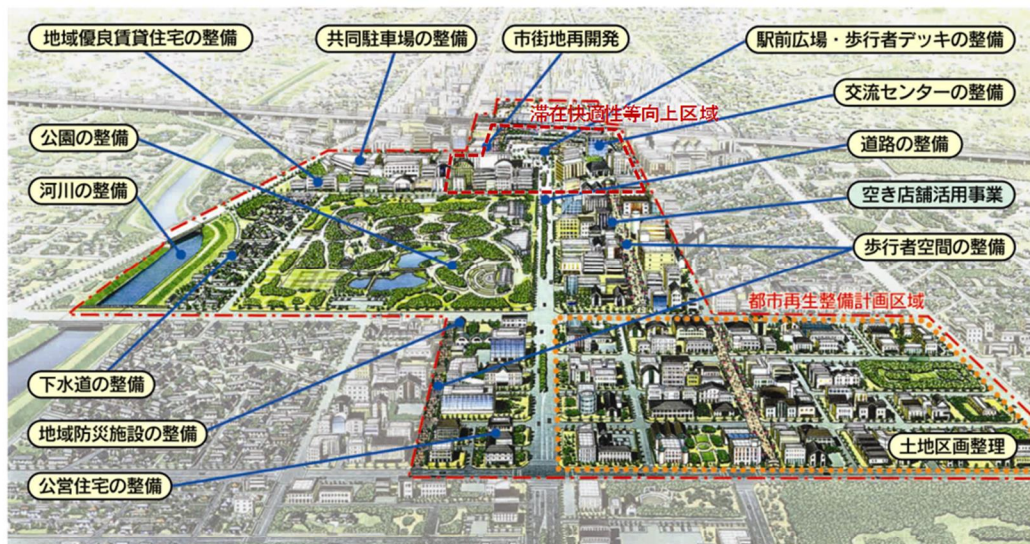 地域優良賃貸住宅の整備
共同駐車場の整備
市街地再開発
駅前広場・歩行者デッキの整備
滞在快適性等向上区域
交流センターの整備
公園の整備
道路の整備
河川の整備
空き店舗活用事業
歩行者空間の整備
都市再生整備計画区域
下水道の整備
地域防災施設の整備
土地区画整理
公営住宅の整備